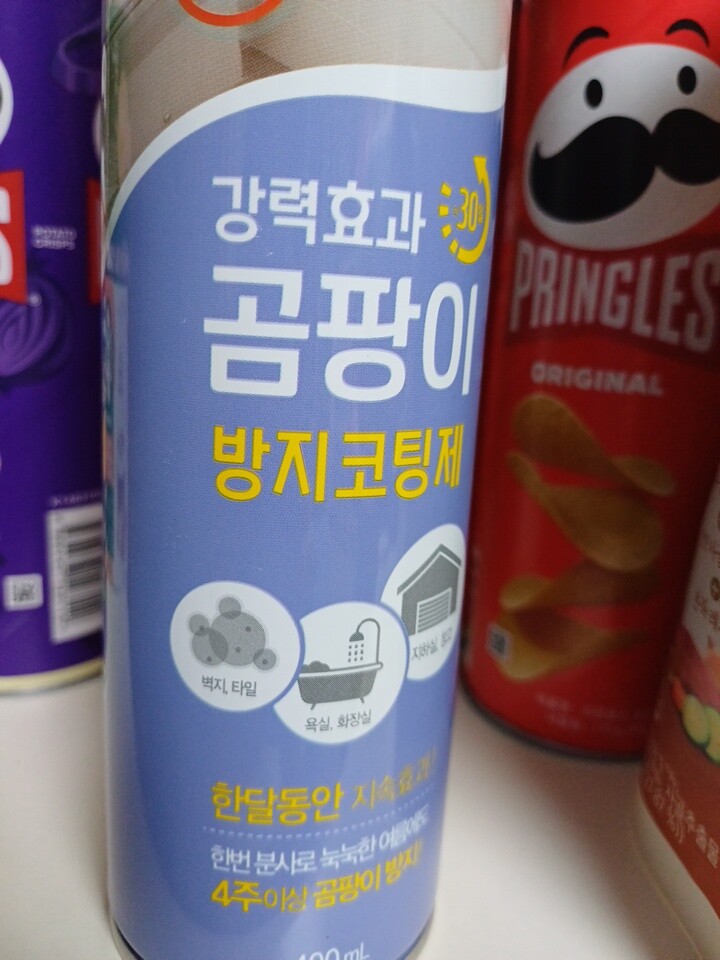 강력효과
30
곰팡이
방지코팅제
벽지, 타일
욕실, 화장실
지하실, 창고
한달동안 지속효과!
한번 분사로 눅눅한 여름에도
4주이상 곰팡이 방지!
400mL
POTATO
CRISPS
PRINGLES
ORIGINAL